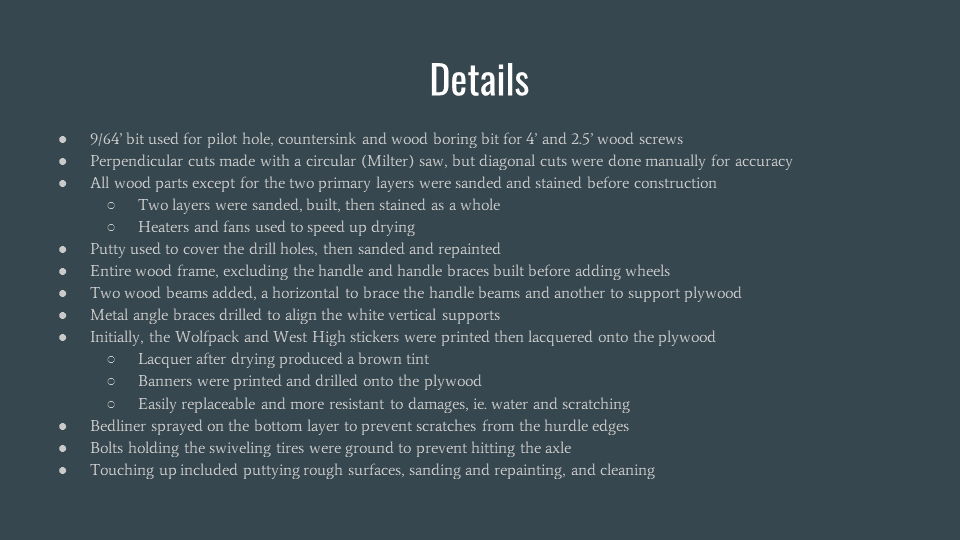 Details
● 9/64’ bit used for pilot hole, countersink and wood boring bit for 4’ and 2.5’ wood screws
● Perpendicular cuts made with a circular (Milter) saw, but diagonal cuts were done manually for accuracy
● All wood parts except for the two primary layers were sanded and stained before construction
○ Two layers were sanded, built, then stained as a whole
○ Heaters and fans used to speed up drying
● Putty used to cover the drill holes, then sanded and repainted
● Entire wood frame, excluding the handle and handle braces built before adding wheels
● Two wood beams added, a horizontal to brace the handle beams and another to support plywood
● Metal angle braces drilled to align the white vertical supports
● Initially, the Wolfpack and West High stickers were printed then lacquered onto the plywood
○ Lacquer after drying produced a brown tint
○ Banners were printed and drilled onto the plywood
○ Easily replaceable and more resistant to damages, ie. water and scratching
● Bedliner sprayed on the bottom layer to prevent scratches from the hurdle edges
● Bolts holding the swiveling tires were ground to prevent hitting the axle
● Touching up included puttying rough surfaces, sanding and repainting, and cleaning